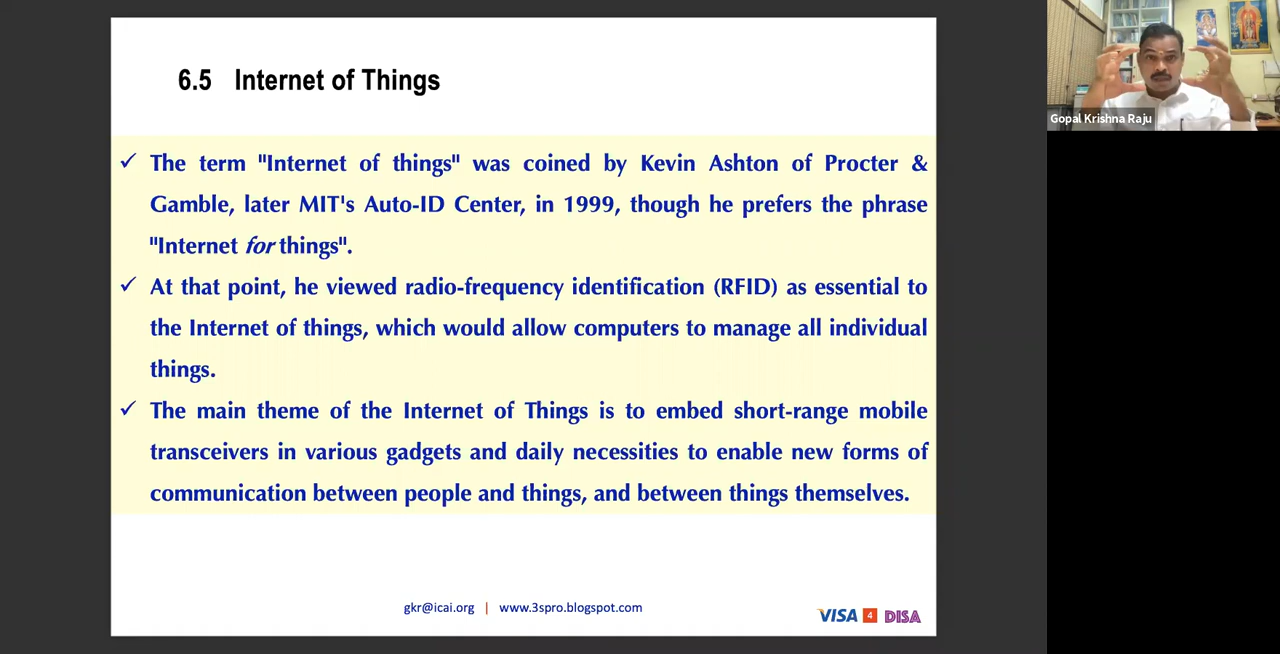 6.5 Internet of Things
✓ The term "Internet of things" was coined by Kevin Ashton of Procter &
Gamble, later MIT's Auto-ID Center, in 1999, though he prefers the phrase
"Internet for things".
✓ At that point, he viewed radio-frequency identification (RFID) as essential to
the Internet of things, which would allow computers to manage all individual
things.
✓ The main theme of the Internet of Things is to embed short-range mobile
transceivers in various gadgets and daily necessities to enable new forms of
communication between people and things, and between things themselves.
gkr@icai.org | www.3spro.blogspot.com
VISA 4 DISA
Gopal Krishna Raju